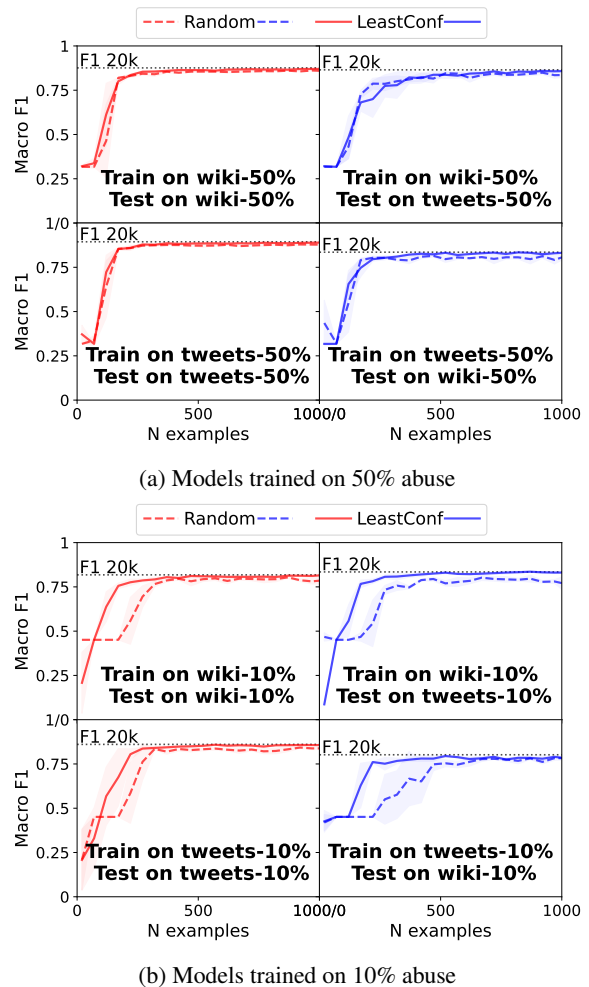 Random LeastConf
1
F1 20k
0.75
Macro F1
0.5
0.25
Train on wiki-50%
Test on wiki-50%
F1 20k
Train on wiki-50%
Test on tweets-50%
1/0
F1 20k
0.75
Macro F1
0.5
0.25
Train on tweets-50%
Test on tweets-50%
0
F1 20k
Train on tweets-50%
Test on wiki-50%
0 500 1000/0 500 1000
N examples N examples
(a) Models trained on 50% abuse
Random LeastConf
1
F1 20k
0.75
Macro F1
0.5
0.25
Train on wiki-10%
Test on wiki-10%
F1 20k
Train on wiki-10%
Test on tweets-10%
1/0
F1 20k
0.75
Macro F1
0.5
0.25
Train on tweets-10%
Test on tweets-10%
0
F1 20k
Train on tweets-10%
Test on wiki-10%
0 500 1000/0 500 1000
N examples N examples
(b) Models trained on 10% abuse